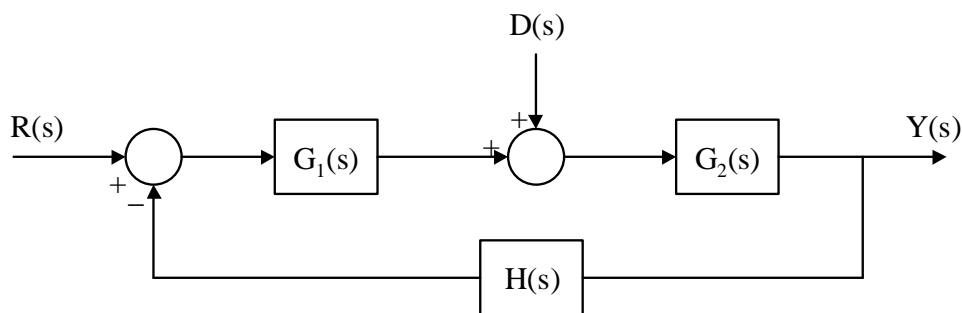 D(s)
R(s)
Y(s)
+
+
G₁(s)
G₂(s)
+
−
H(s)